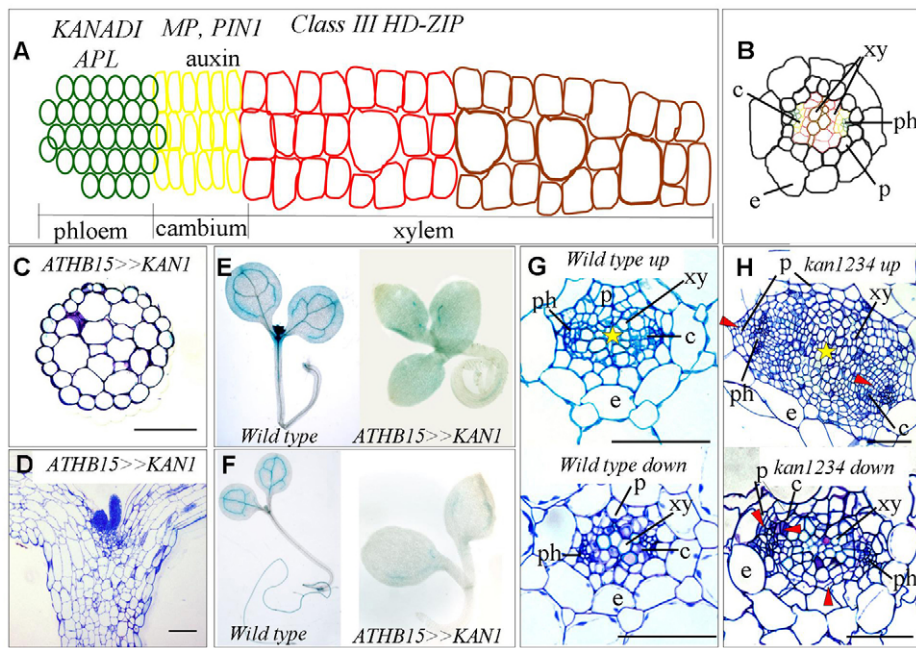 KANADI MP, PIN1 Class III HD-ZIP
A APL auxin
phloem cambium xylem
B
xy
c
ph
e
p
C ATHB15>>KAN1
D ATHB15>>KAN1
E
Wild type ATHB15>>KAN1
F
Wild type ATHB15>>KAN1
G Wild type up
p
xy
ph
c
e
Wild type down
p
xy
ph
c
e
H p kan1234 up
xy
ph
e
c
kan1234 down
p
c
xy
ph
e